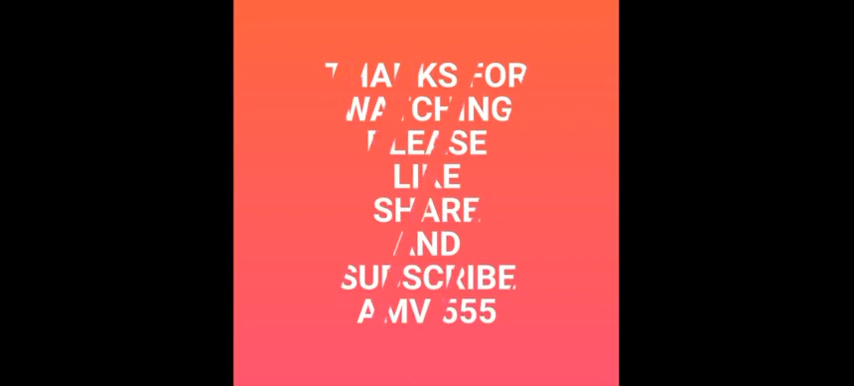 THANKS FOR
WATCHING
PLEASE
LIKE
SHARE
AND
SUBSCRIBE
AMV 555